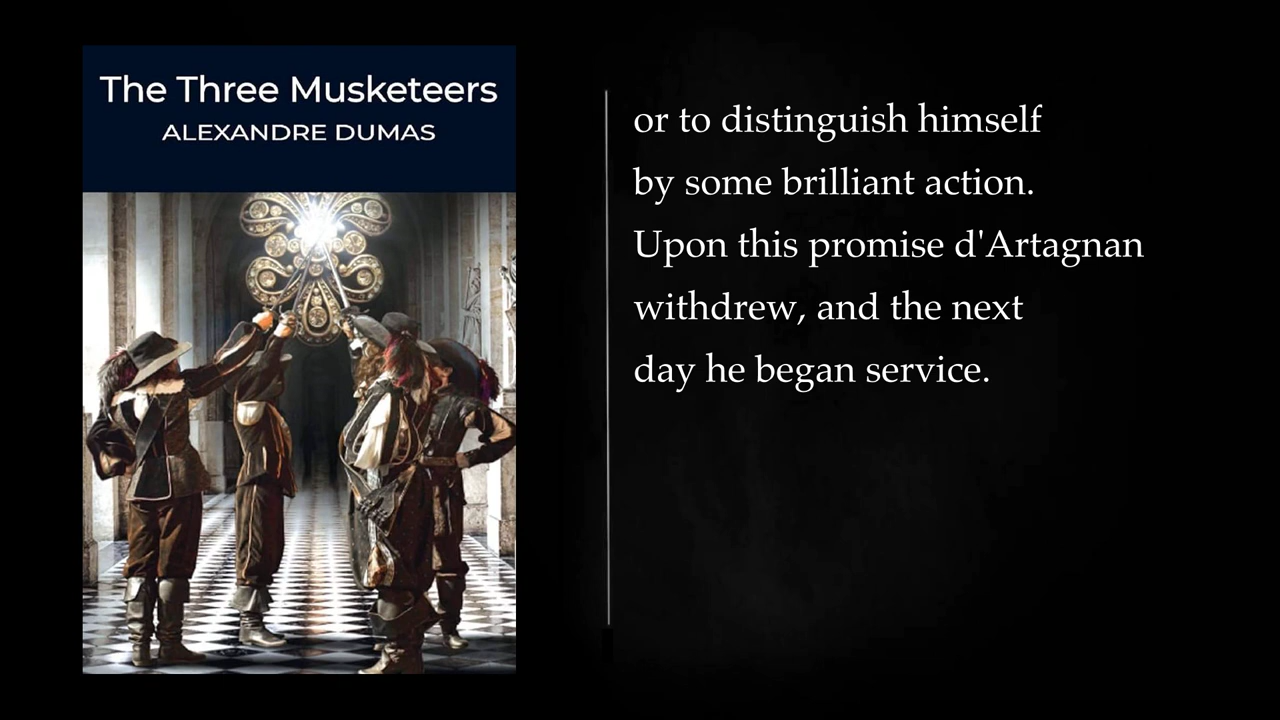 The Three Musketeers
ALEXANDRE DUMAS
or to distinguish himself
by some brilliant action.
Upon this promise d'Artagnan
withdrew, and the next
day he began service.